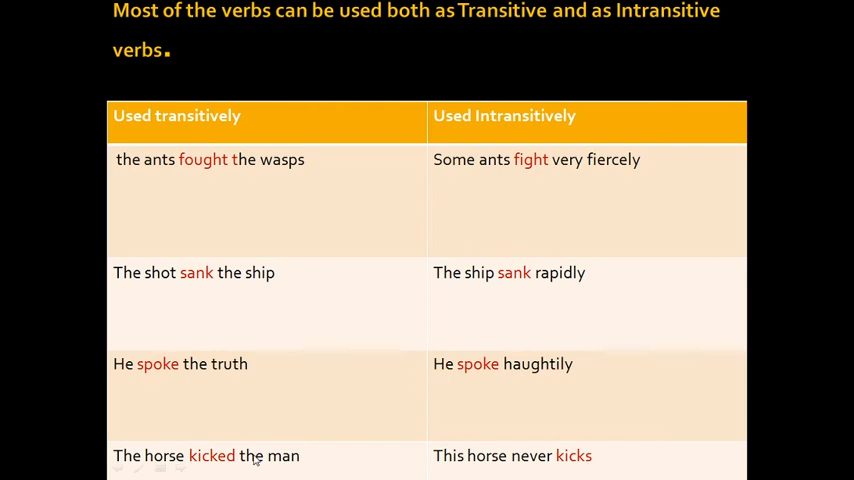 Most of the verbs can be used both as Transitive and as Intransitive
verbs.
Used transitively
Used Intransitively
the ants fought the wasps
Some ants fight very fiercely
The shot sank the ship
The ship sank rapidly
He spoke the truth
He spoke haughtily
The horse kicked the man
This horse never kicks